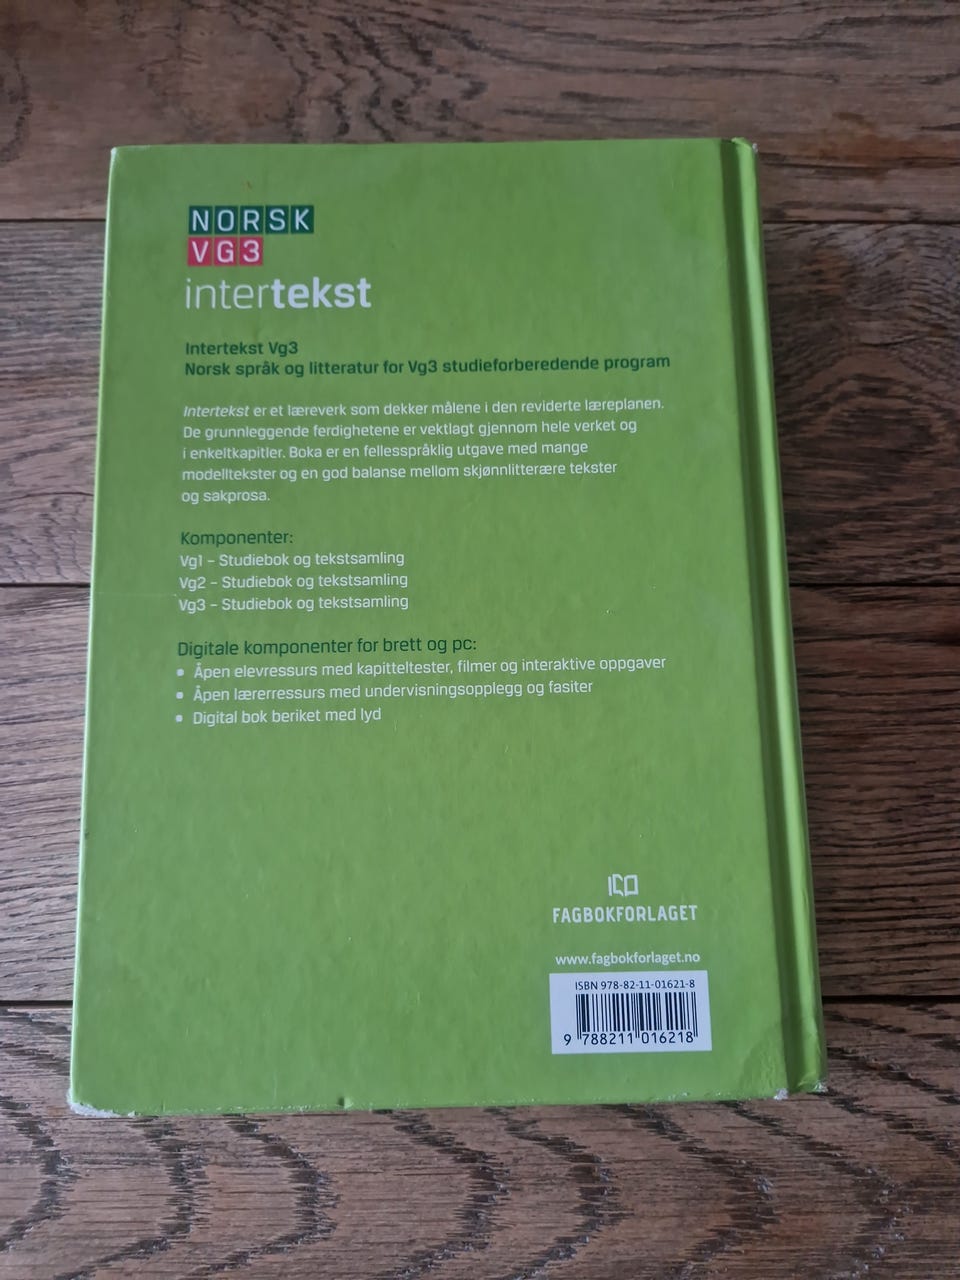 NORSK
VG3
intertekst
Intertekst Vg3
Norsk språk og litteratur for Vg3 studieforberedende program
Intertekst er et læreverk som dekker målene i den reviderte læreplanen.
De grunnleggende ferdighetene er vektlagt gjennom hele verket og
i enkeltkapitler. Boka er en fellesspråklig utgave med mange
modelltekster og en god balanse mellom skjønnlitterære tekster
og sakprosa.
Komponenter:
Vg1 – Studiebok og tekstsamling
Vg2 – Studiebok og tekstsamling
Vg3 – Studiebok og tekstsamling
Digitale komponenter for brett og pc:
• Åpen elevressurs med kapitteltester, filmer og interaktive oppgaver
• Åpen lærerressurs med undervisningsopplegg og fasiter
• Digital bok beriket med lyd
FAGBOKFORLAGET
www.fagbokforlaget.no
ISBN 978-82-11-01621-8
9 788211 016218